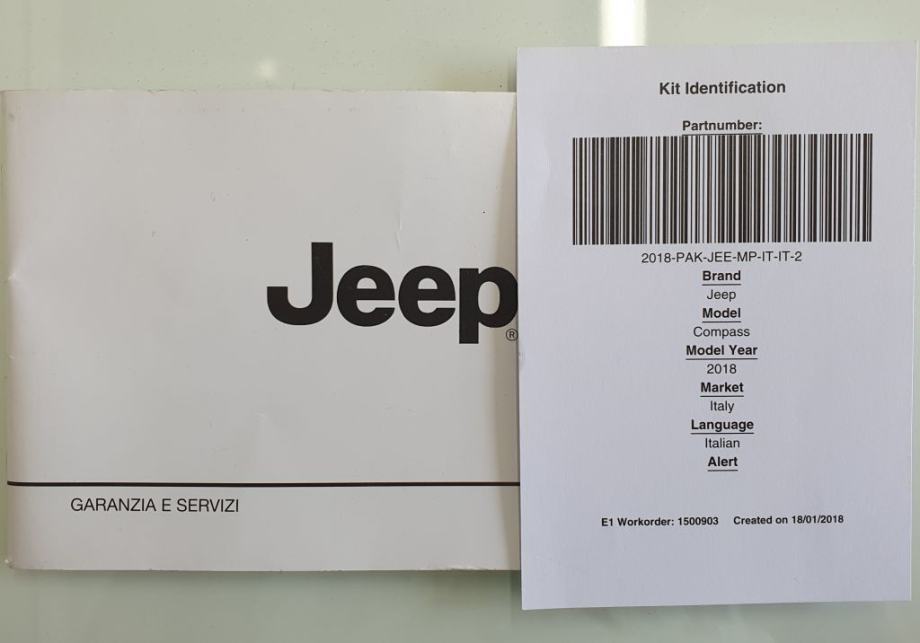 Jeep®
GARANZIA E SERVIZI
Kit Identification
Partnumber:
2018-PAK-JEE-MP-IT-IT-2
Brand
Jeep
Model
Compass
Model Year
2018
Market
Italy
Language
Italian
Alert
E1 Workorder: 1500903 Created on 18/01/2018